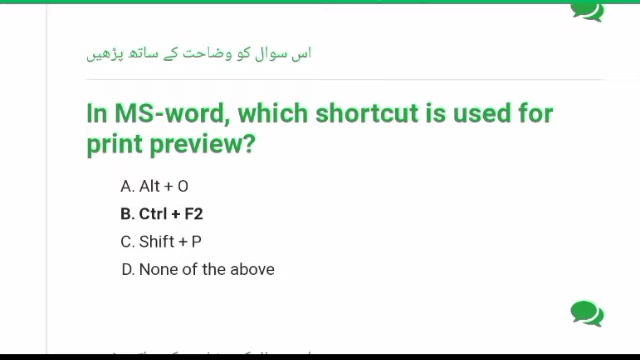 اس سوال کو وضاحت کے ساتھ پڑھیں
In MS-word, which shortcut is used for
print preview?
A. Alt + O
B. Ctrl + F2
C. Shift + P
D. None of the above